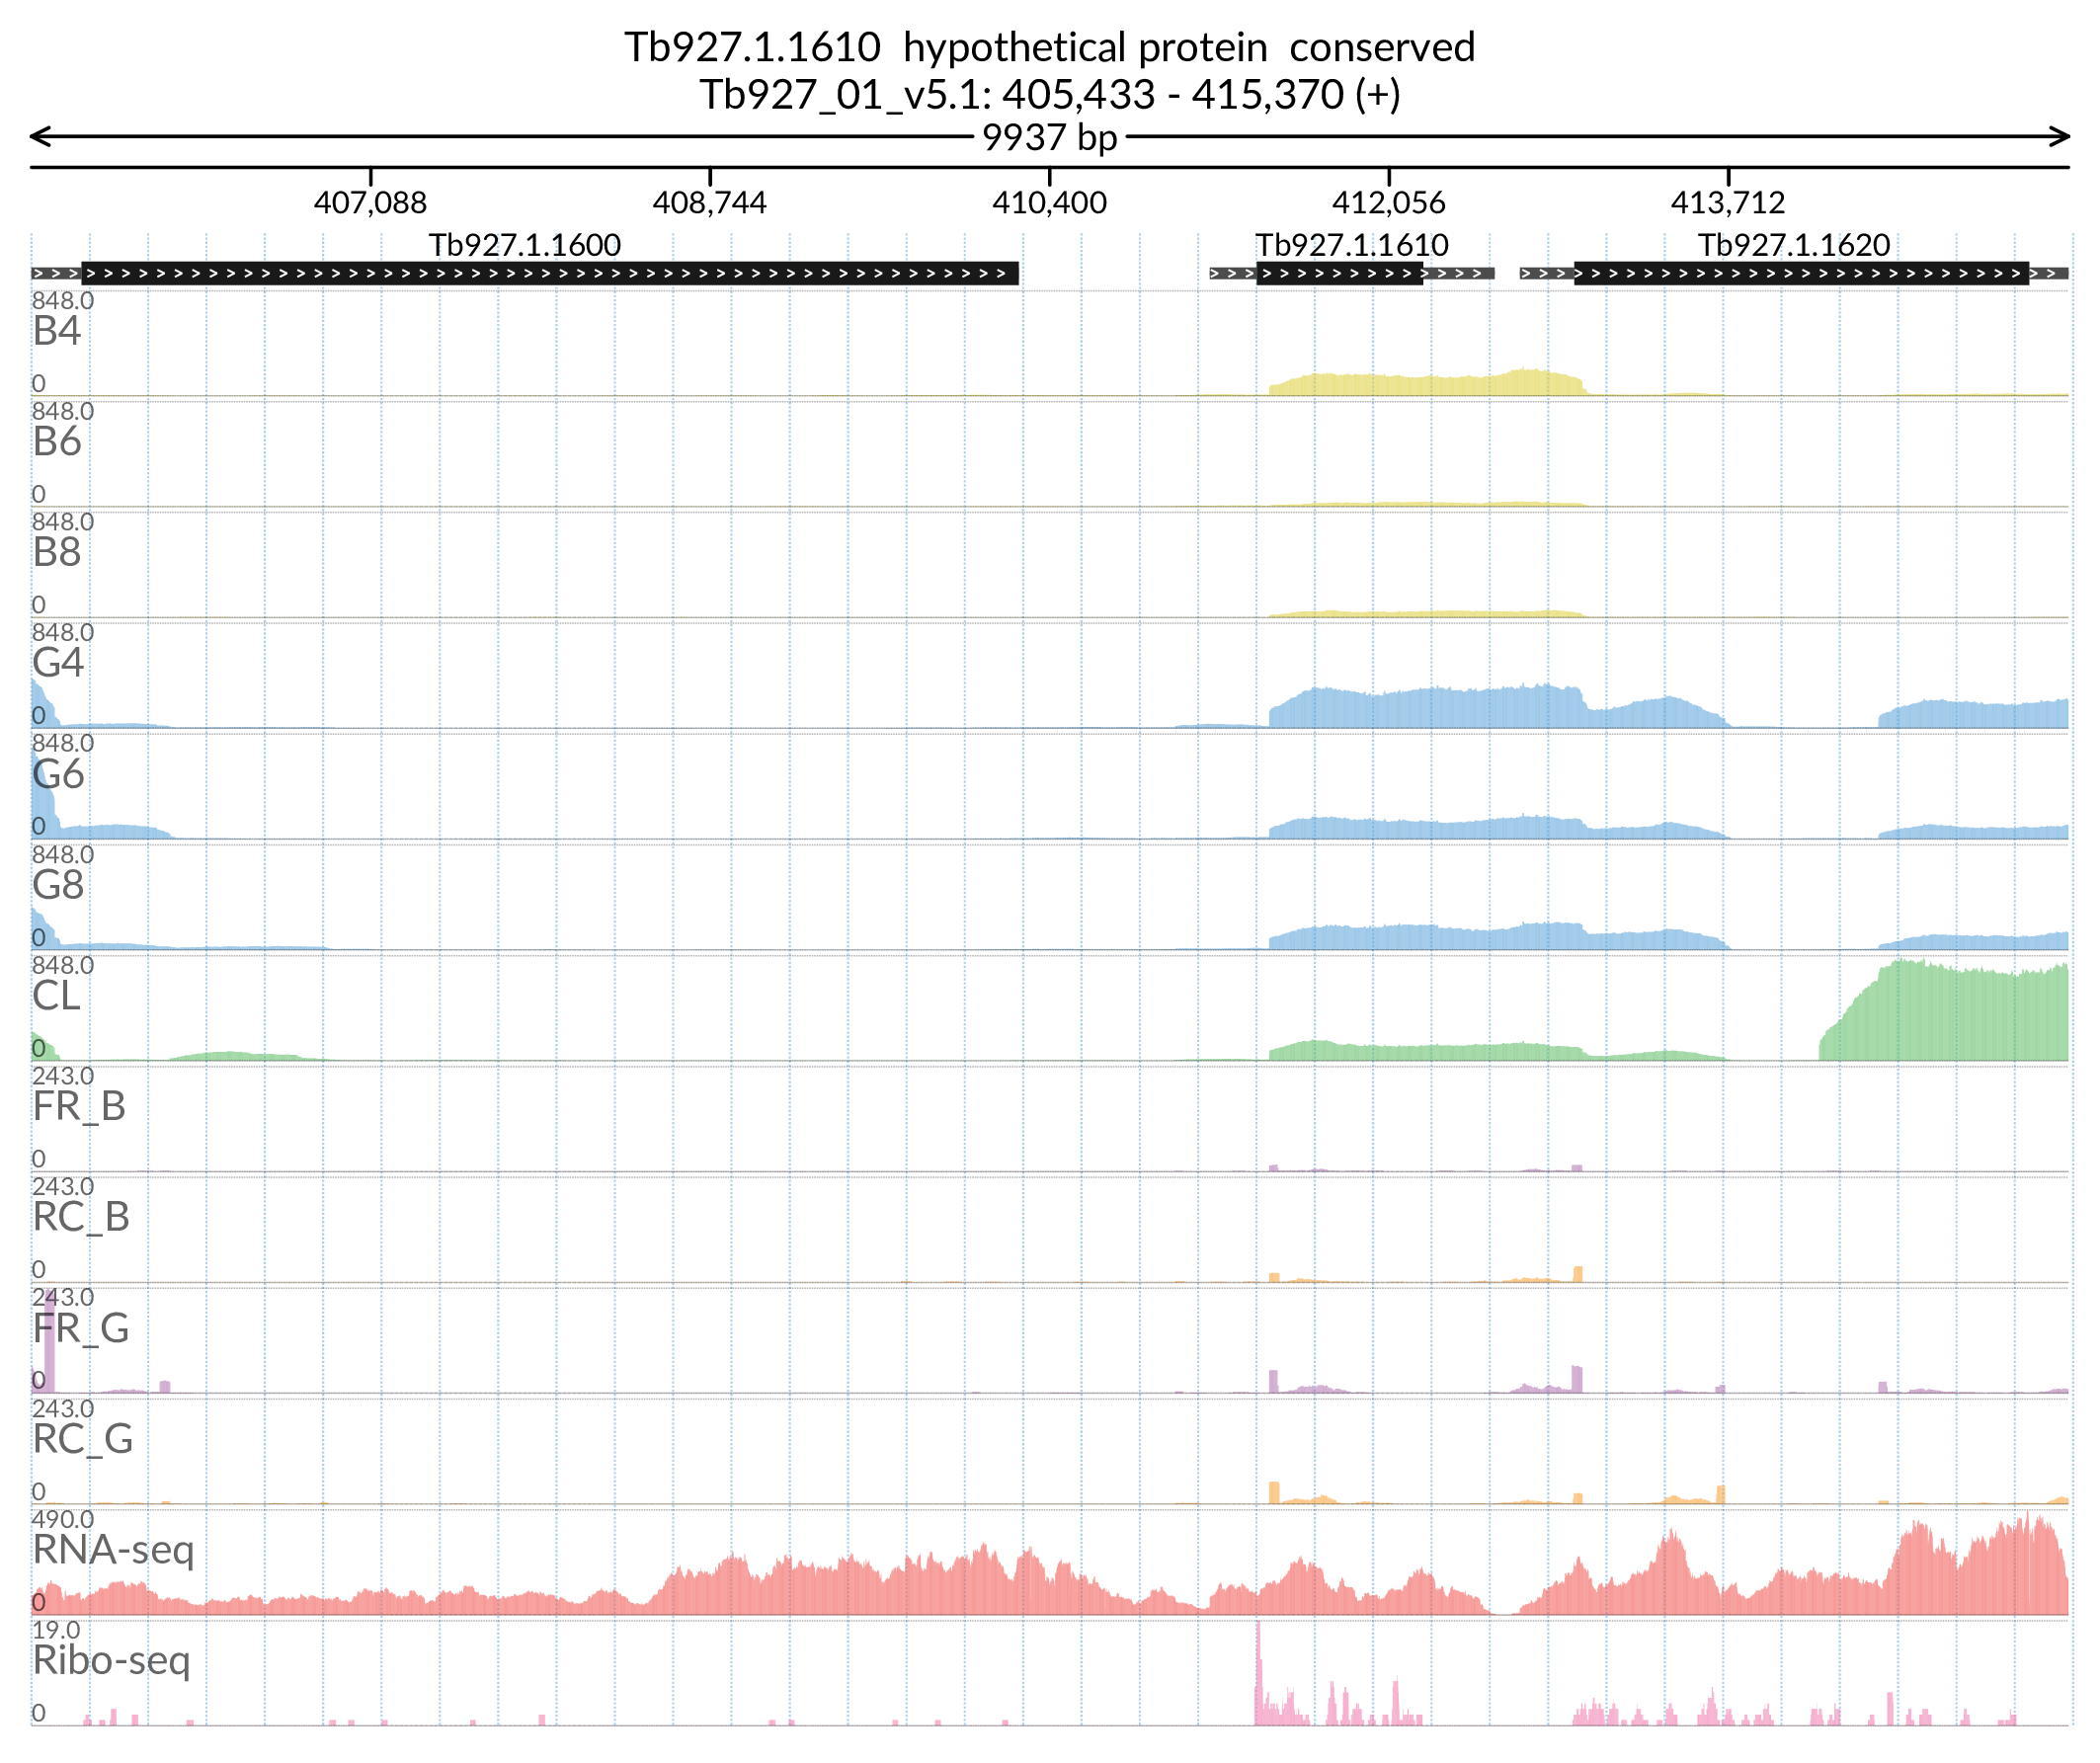 Tb927.1.1610  hypothetical protein  conserved
Tb927_01_v5.1: 405,433 - 415,370 (+)
9937 bp
407,088 408,744 410,400 412,056 413,712
Tb927.1.1600 Tb927.1.1610 Tb927.1.1620
848.0
B4
0
848.0
B6
0
848.0
B8
0
848.0
G4
0
848.0
G6
0
848.0
G8
0
848.0
CL
0
243.0
FR_B
0
243.0
RC_B
0
243.0
FR_G
0
243.0
RC_G
0
490.0
RNA-seq
0
19.0
Ribo-seq
0